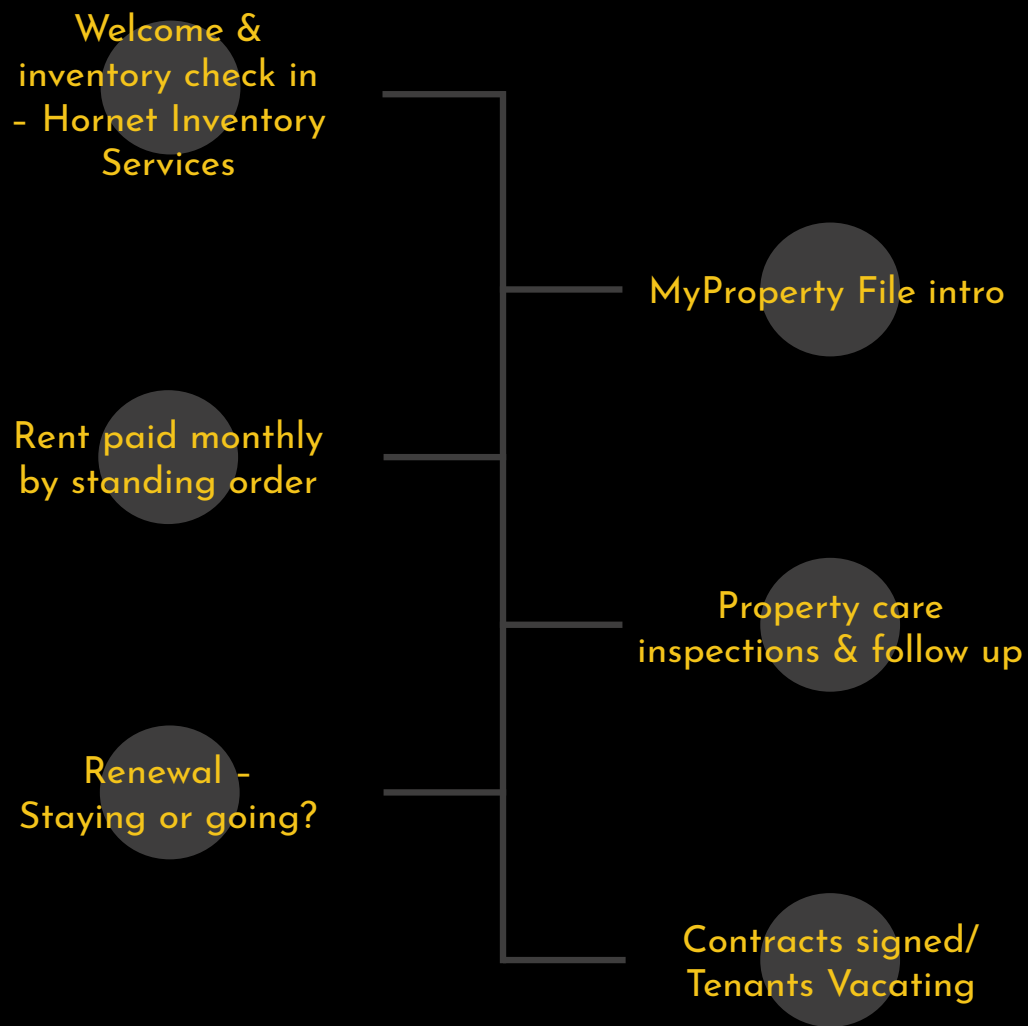 Welcome &
inventory check in
– Hornet Inventory
Services
MyProperty File intro
Rent paid monthly
by standing order
Property care
inspections & follow up
Renewal –
Staying or going?
Contracts signed/
Tenants Vacating